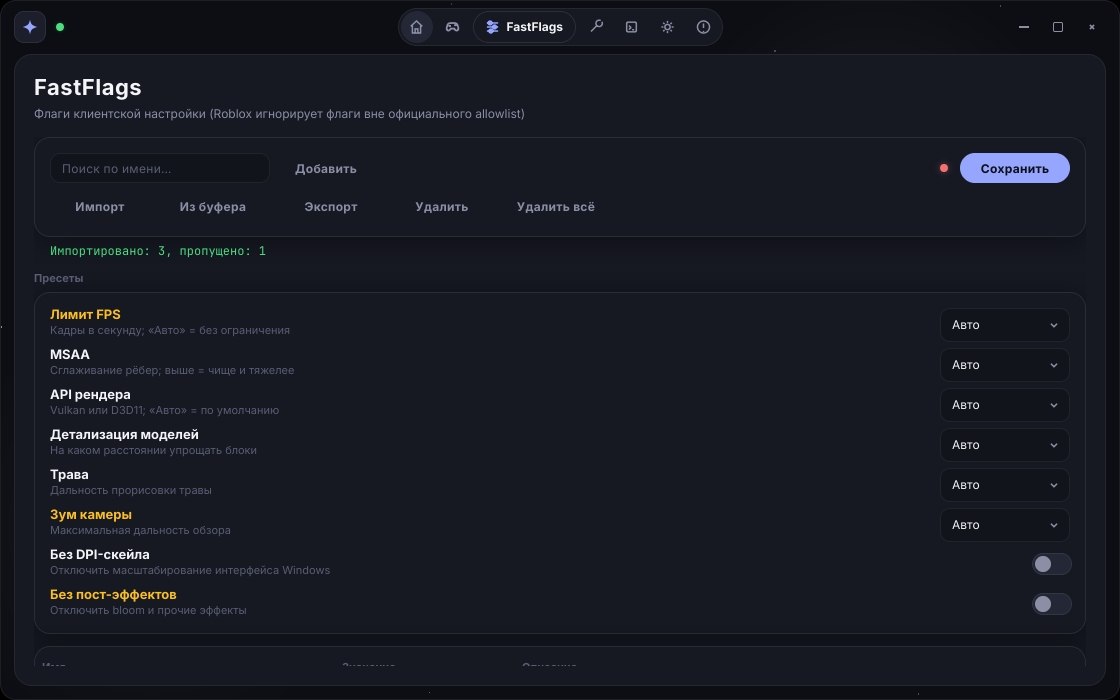 FastFlags
FastFlags
Флаги клиентской настройки (Roblox игнорирует флаги вне официального allowlist)
Поиск по имени...
Добавить
Сохранить
Импорт
Из буфера
Экспорт
Удалить
Удалить всё
Импортировано: 3, пропущено: 1
Пресеты
Лимит FPS
Кадры в секунду; «Авто» = без ограничения
Авто
MSAA
Сглаживание рёбер; выше = чище и тяжелее
Авто
API рендера
Vulkan или D3D11; «Авто» = по умолчанию
Авто
Детализация моделей
На каком расстоянии упрощать блоки
Авто
Трава
Дальность прорисовки травы
Авто
Зум камеры
Максимальная дальность обзора
Авто
Без DPI-скейла
Отключить масштабирование интерфейса Windows
Без пост-эффектов
Отключить bloom и прочие эффекты